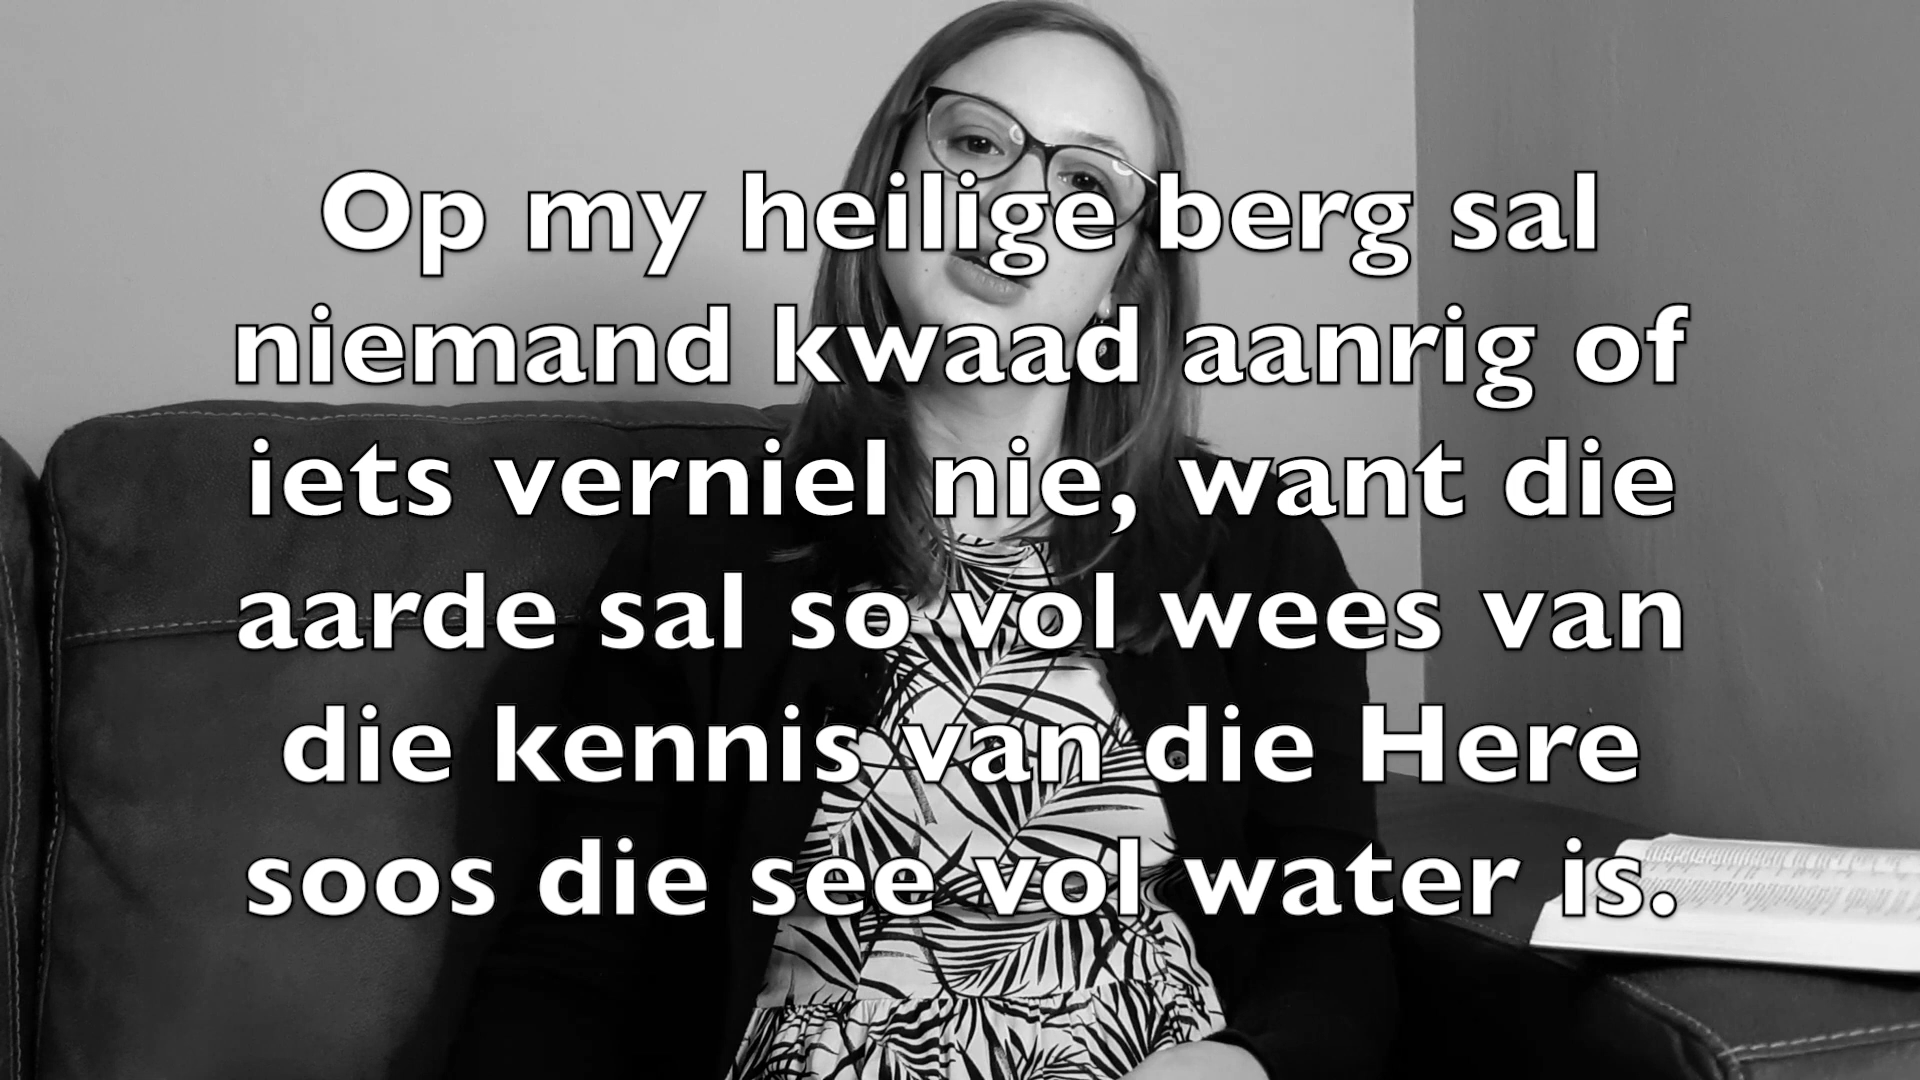 Op my heilige berg sal
niemand kwaad aanrig of
iets verniel nie, want die
aarde sal so vol wees van
die kennis van die Here
soos die see vol water is.